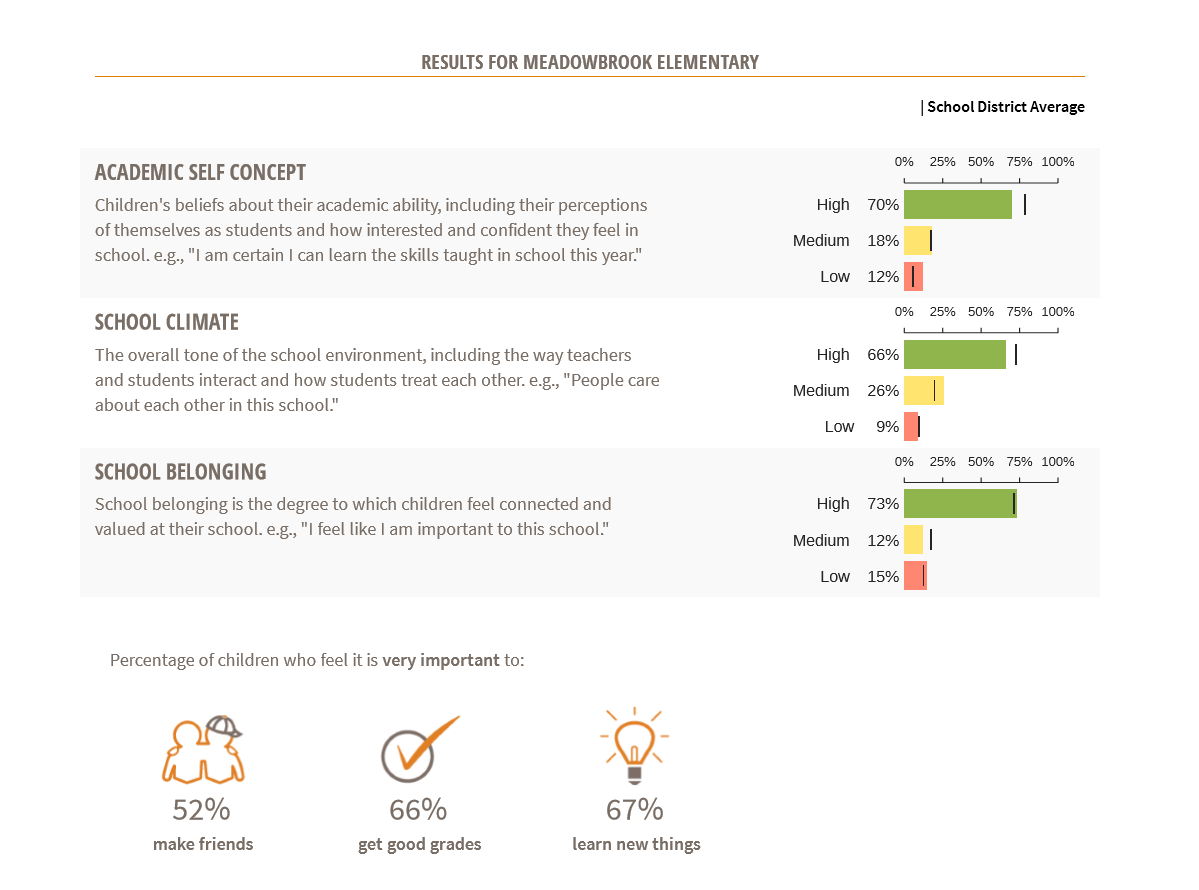 RESULTS FOR MEADOWBROOK ELEMENTARY
| School District Average
ACADEMIC SELF CONCEPT
Children's beliefs about their academic ability, including their perceptions
of themselves as students and how interested and confident they feel in
school. e.g., "I am certain I can learn the skills taught in school this year."
0% 25% 50% 75% 100%
High 70%
Medium 18%
Low 12%
SCHOOL CLIMATE
The overall tone of the school environment, including the way teachers
and students interact and how students treat each other. e.g., "People care
about each other in this school."
0% 25% 50% 75% 100%
High 66%
Medium 26%
Low 9%
SCHOOL BELONGING
School belonging is the degree to which children feel connected and
valued at their school. e.g., "I feel like I am important to this school."
0% 25% 50% 75% 100%
High 73%
Medium 12%
Low 15%
Percentage of children who feel it is very important to:
52% 66% 67%
make friends get good grades learn new things